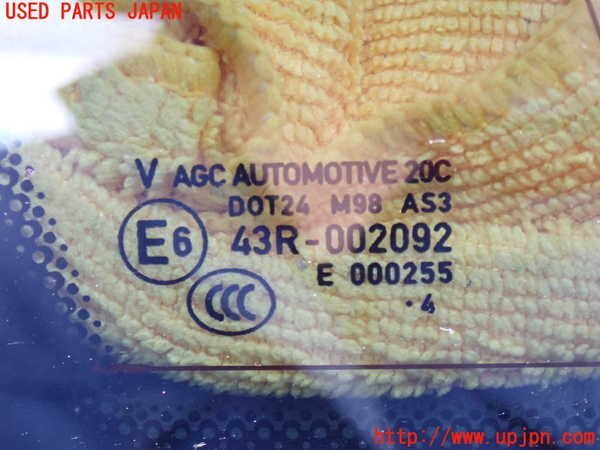 USED PARTS JAPAN
V AGC AUTOMOTIVE 20C
DOT24 M98 AS3
E6 43R-002092
E 000255
CCC
·4
http://www.upjpn.com/